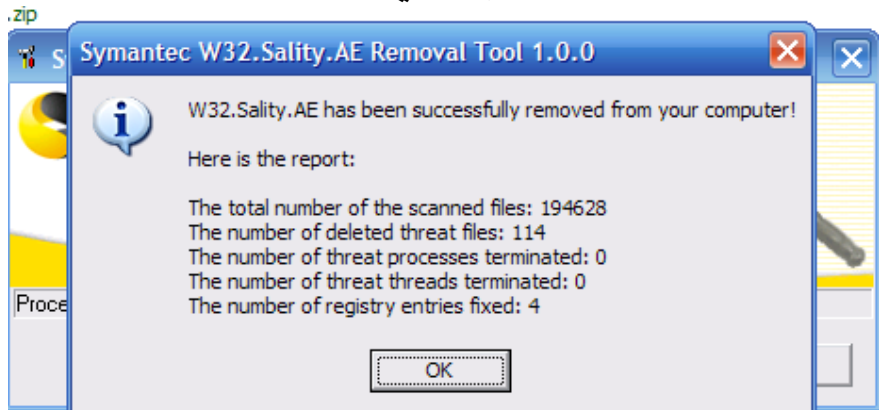 .zip
S
Symantec W32.Sality.AE Removal Tool 1.0.0
W32.Sality.AE has been successfully removed from your computer!
Here is the report:
The total number of the scanned files: 194628
The number of deleted threat files: 114
The number of threat processes terminated: 0
The number of threat threads terminated: 0
The number of registry entries fixed: 4
Proce
OK